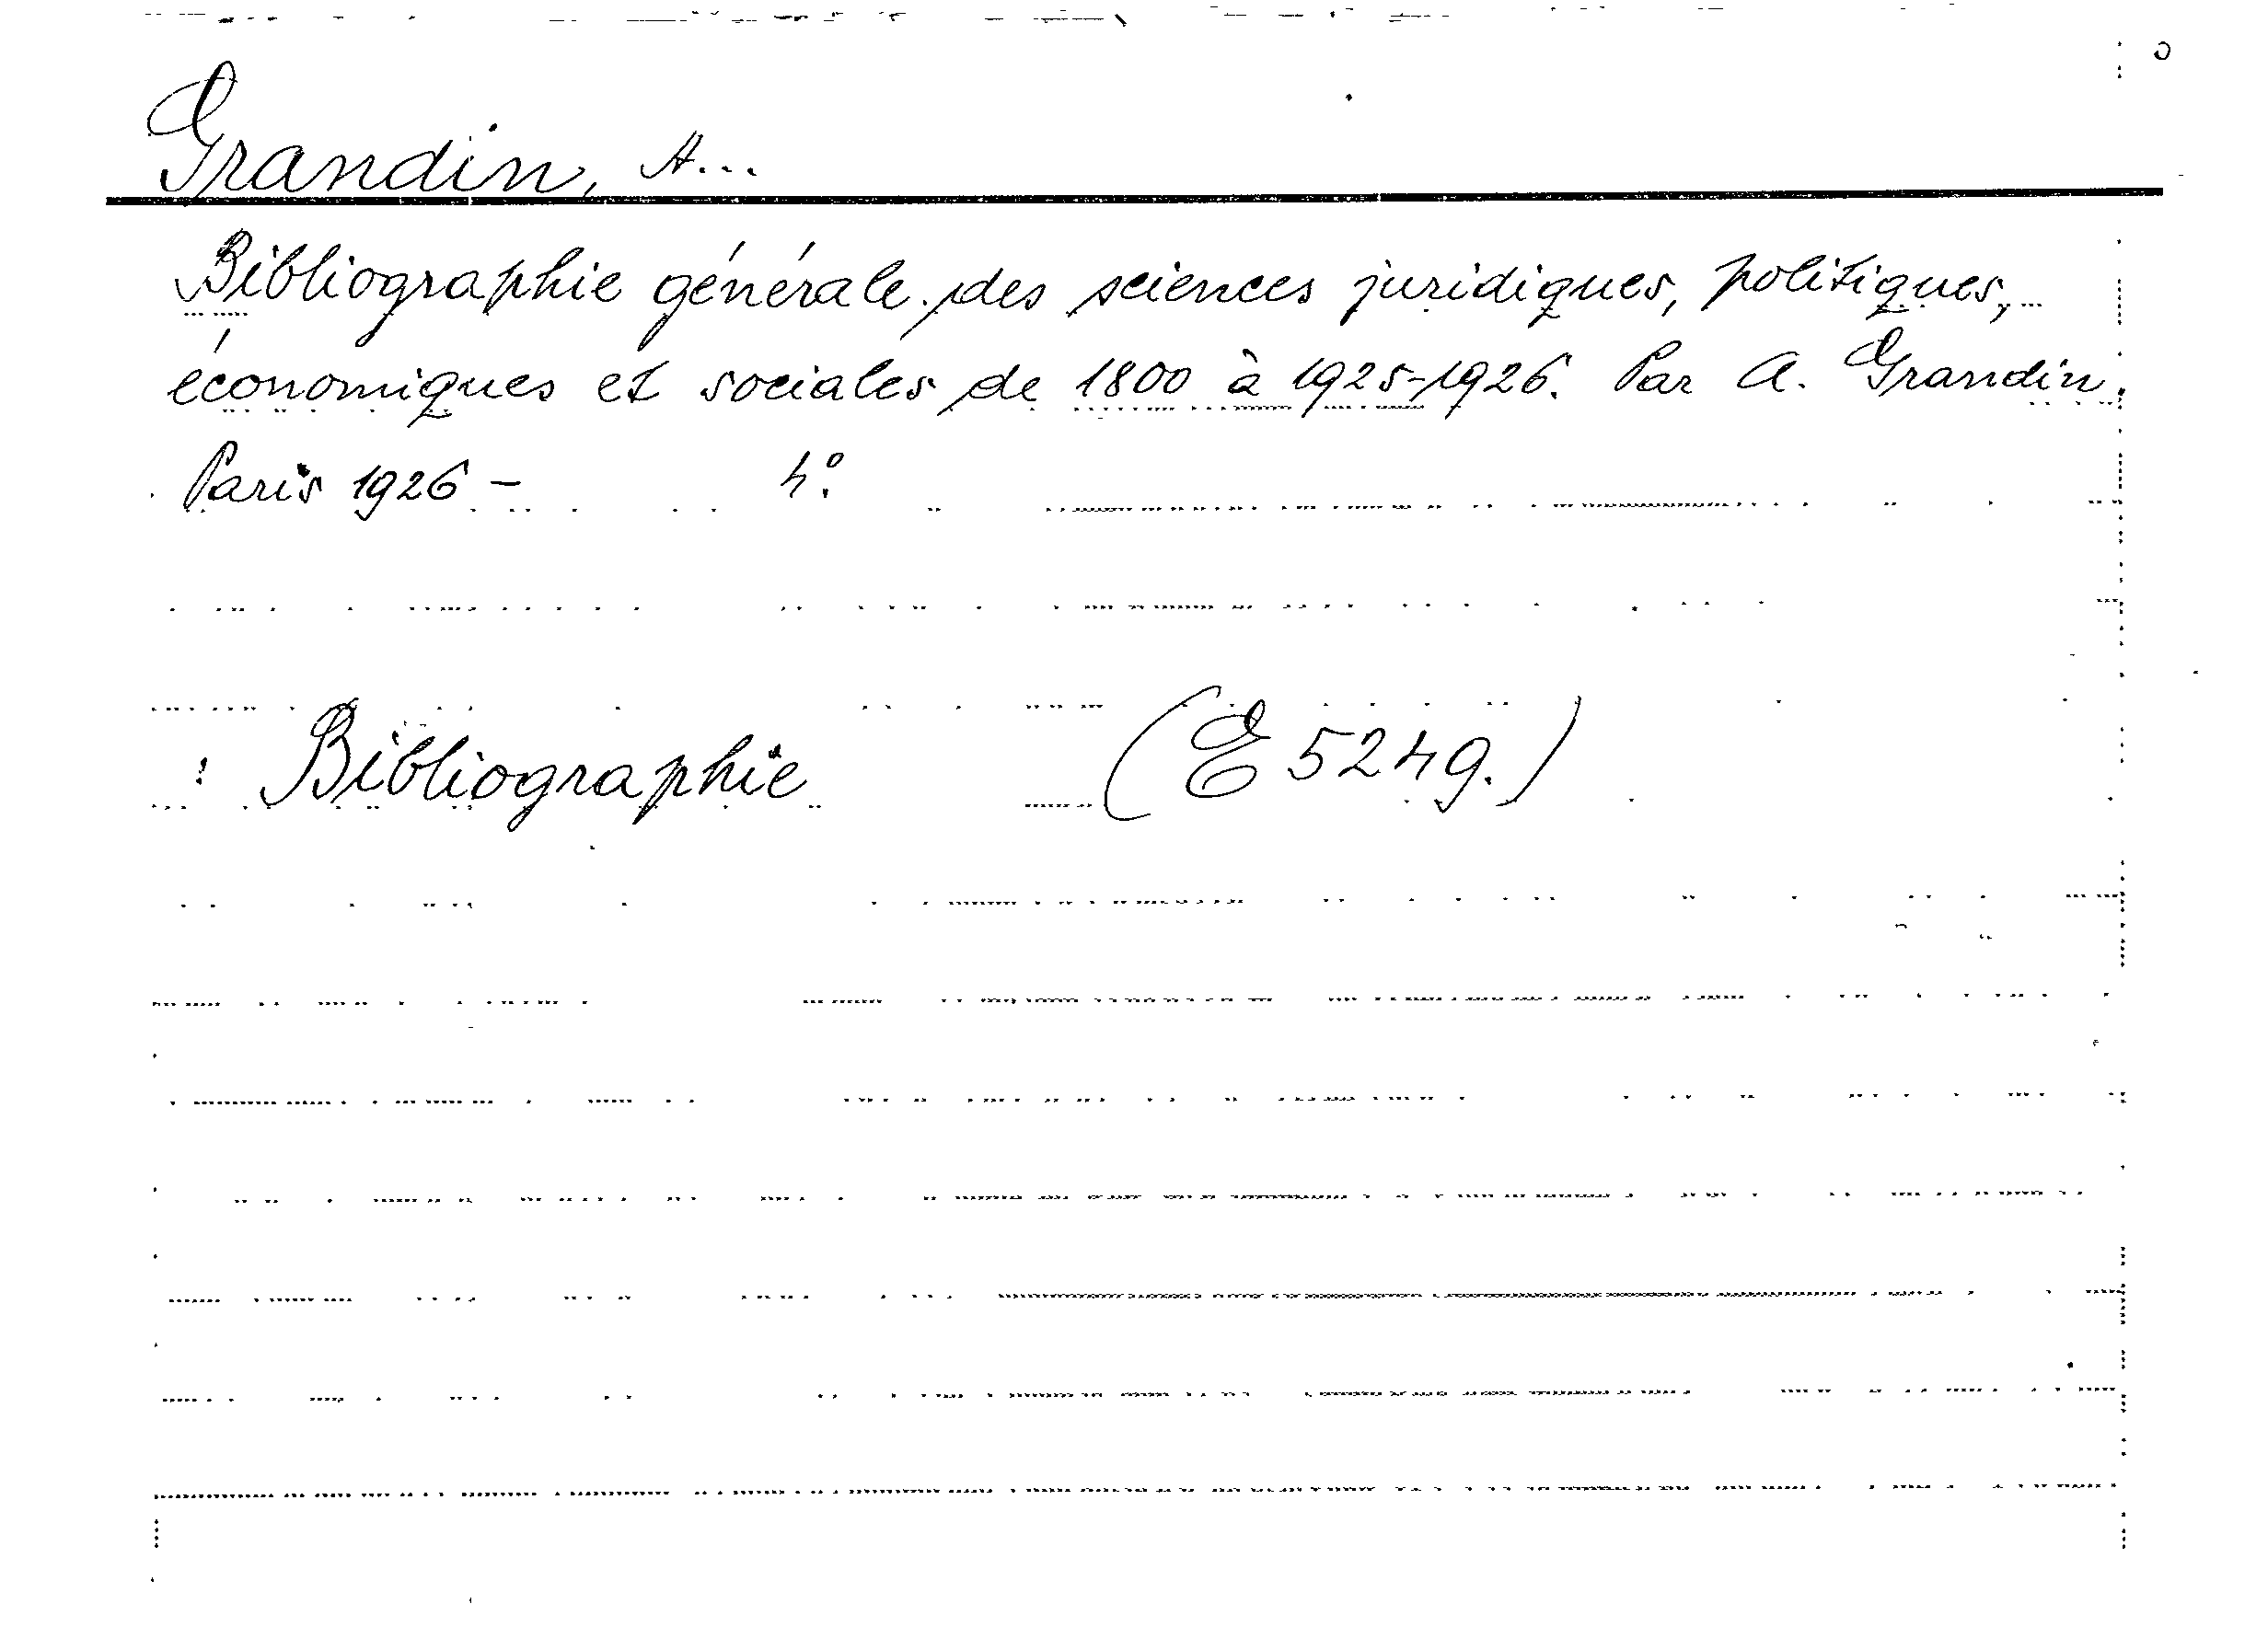 Grandin, A...
Bibliographie générale des sciences juridiques, politiques,
économiques et sociales de 1800 à 1925-1926. Par A. Grandin.
Paris 1926 - 4°.
Bibliographie (E 5249.)